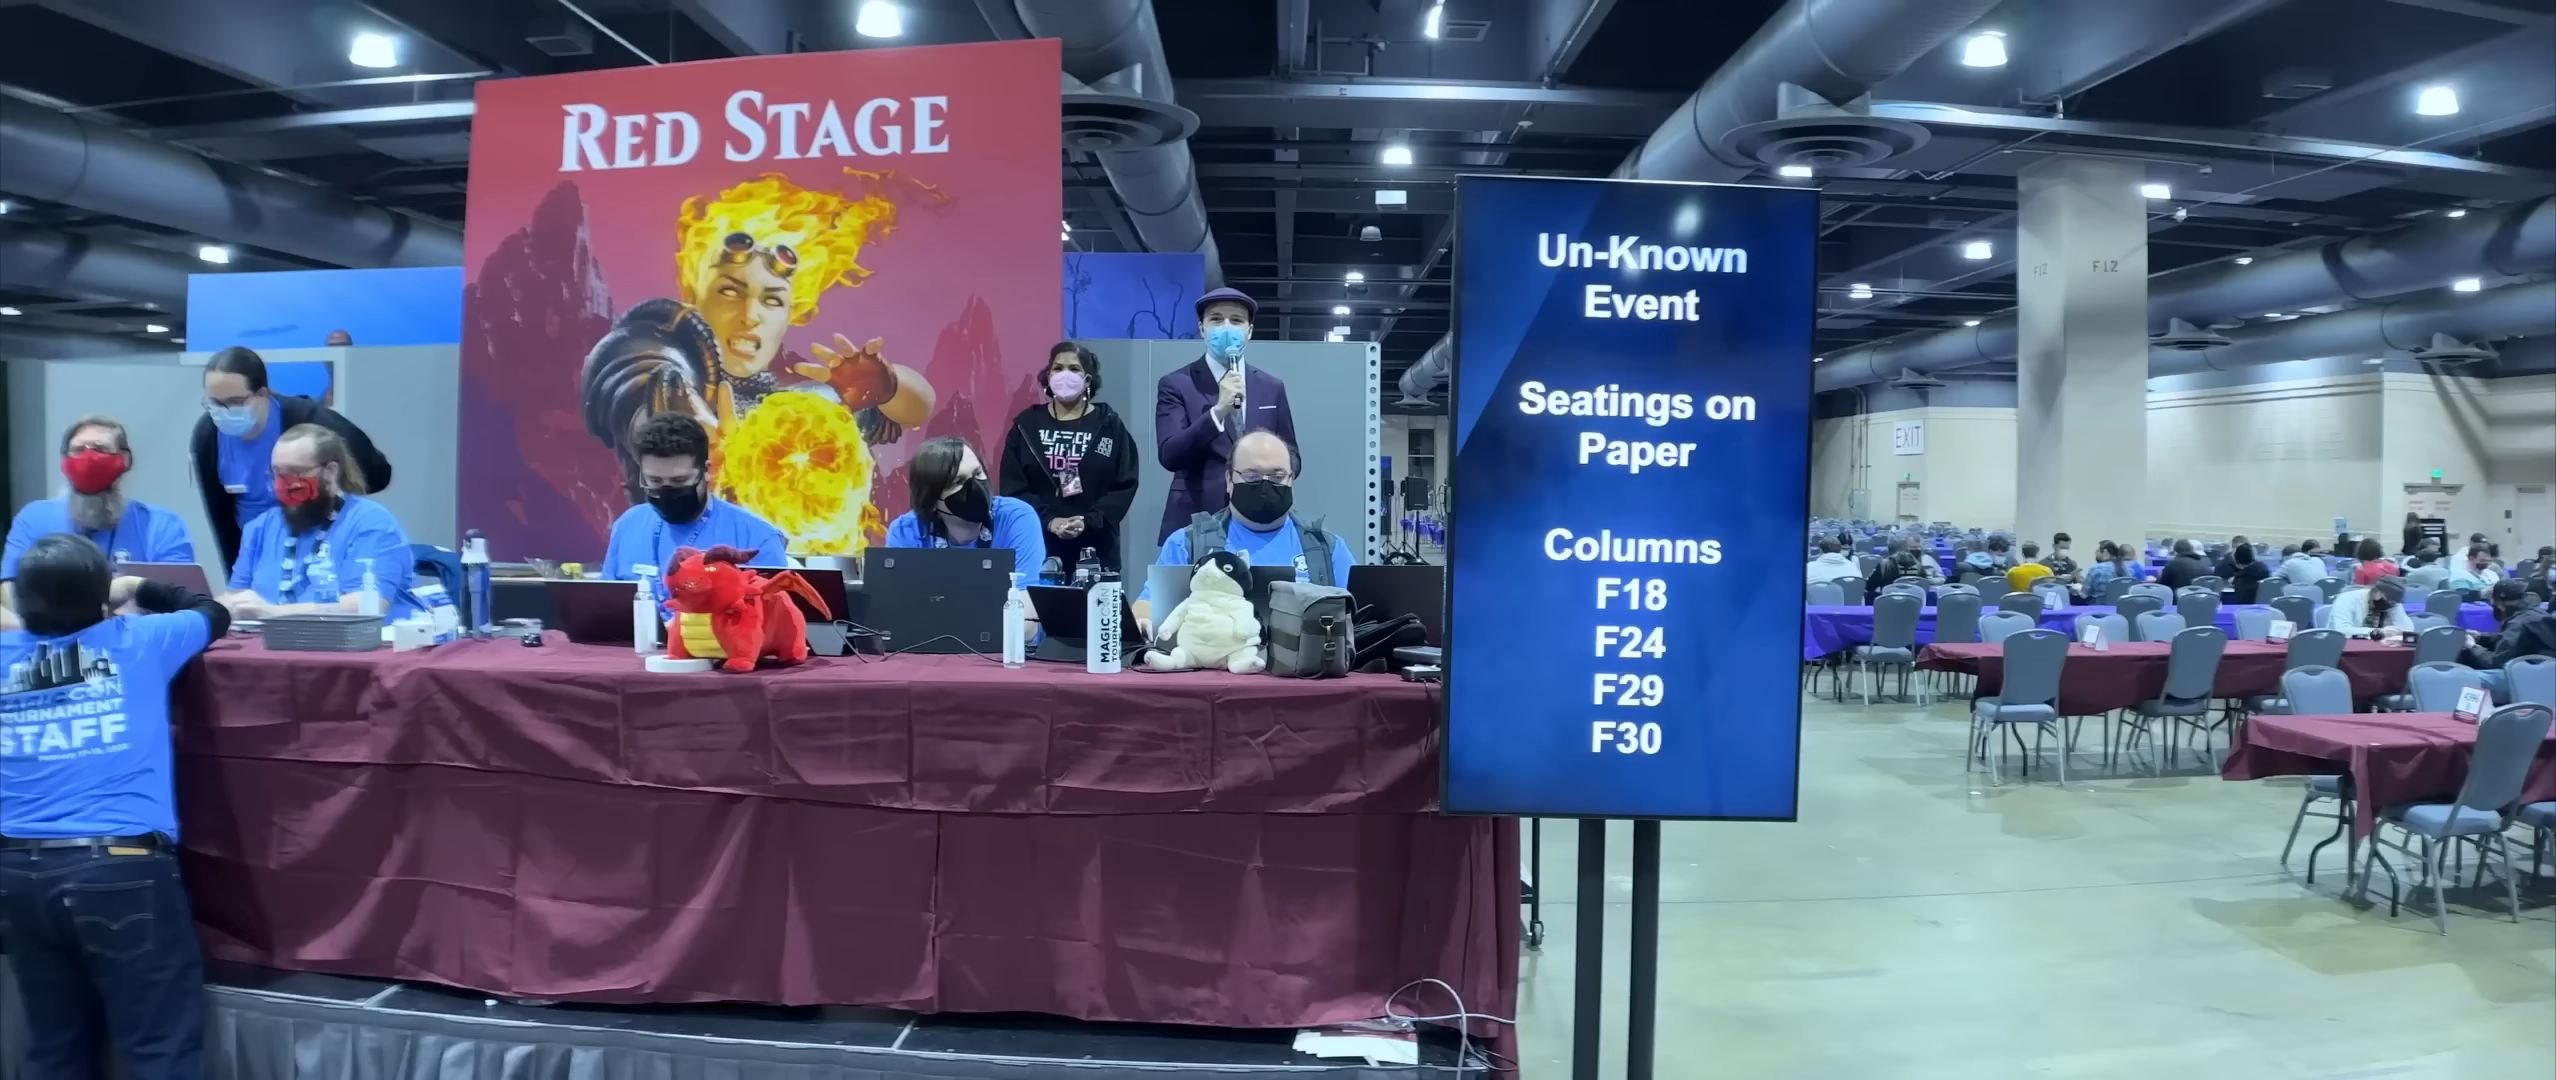 RED STAGE
Un-Known
Event
Seatings on
Paper
Columns
F18
F24
F29
F30
F12
F12
EXIT
MAGICCON
TOURNAMENT
TOURNAMENT
STAFF